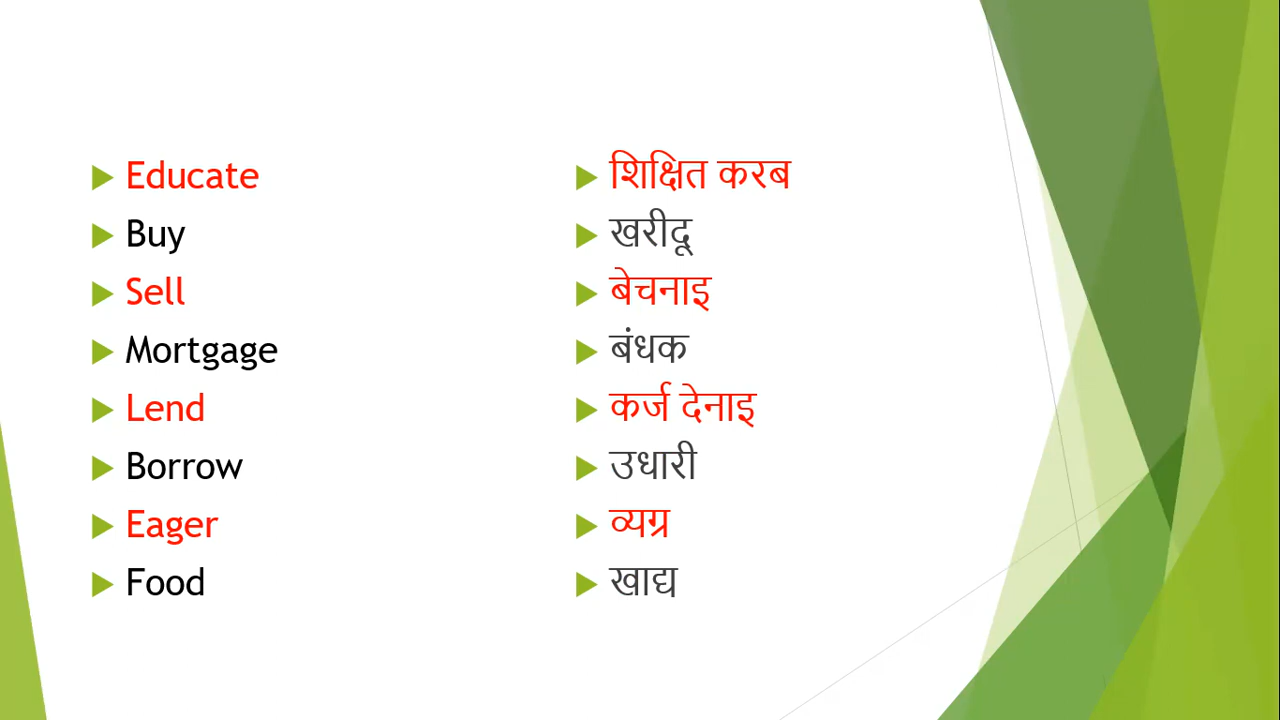 Educate शिक्षित करब
Buy खरीदू
Sell बेचनाइ
Mortgage बंधक
Lend कर्ज देनाइ
Borrow उधारी
Eager व्यग्र
Food खाद्य